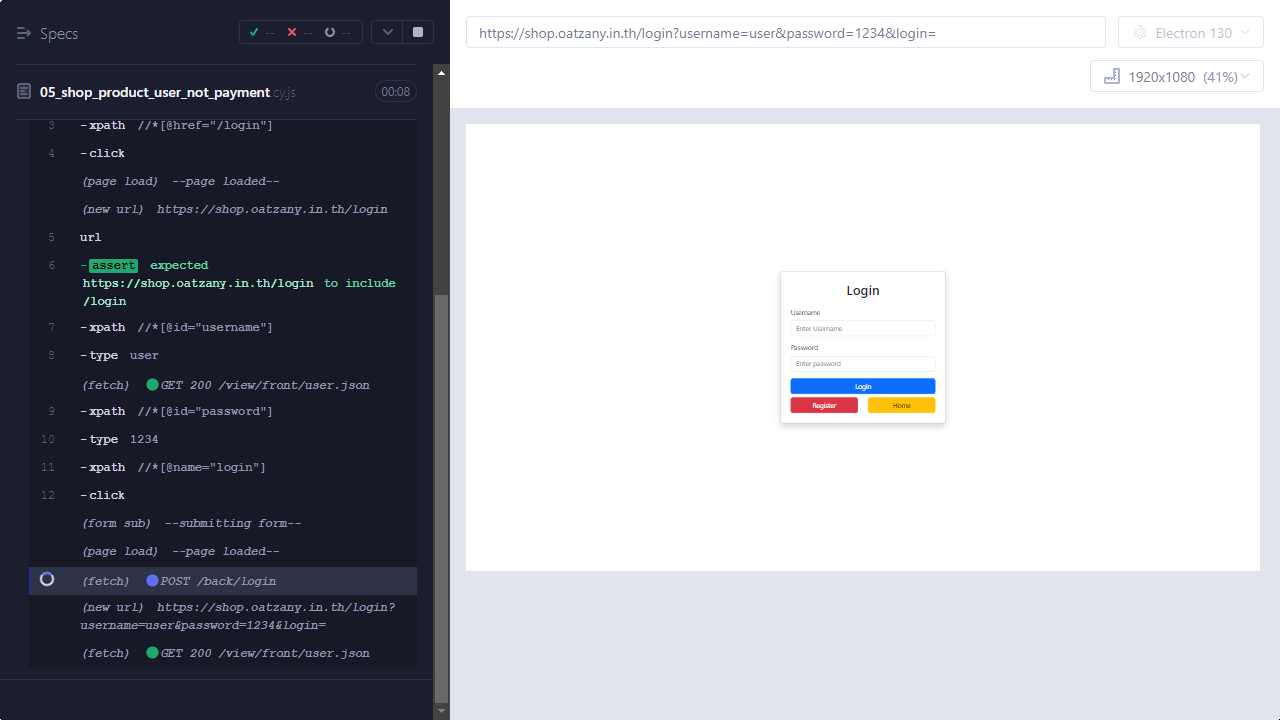 Specs
--
--
--
05_shop_product_user_not_payment.cy.js
00:08
3 -xpath //*[@href="/login"]
4 -click
(page load) --page loaded--
(new url) https://shop.oatzany.in.th/login
5 url
6 -assert expected
https://shop.oatzany.in.th/login to include
/login
7 -xpath //*[@id="username"]
8 -type user
(fetch) GET 200 /view/front/user.json
9 -xpath //*[@id="password"]
10 -type 1234
11 -xpath //*[@name="login"]
12 -click
(form sub) --submitting form--
(page load) --page loaded--
(fetch) POST /back/login
(new url) https://shop.oatzany.in.th/login?
username=user&password=1234&login=
(fetch) GET 200 /view/front/user.json
https://shop.oatzany.in.th/login?username=user&password=1234&login=
Electron 130
1920x1080 (41%)
Login
Username
Enter Username
Password
Enter password
Login
Register
Home